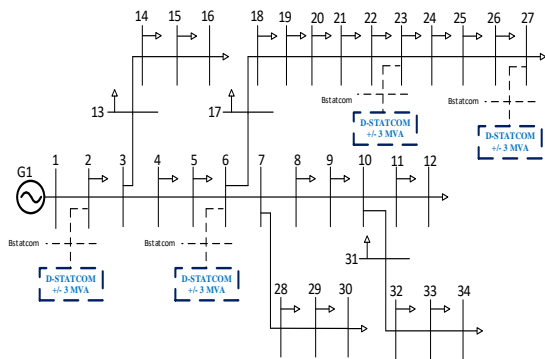 14 15 16
18 19 20 21 22 23 24 25 26 27
Bstatcom
Bstatcom
D-STATCOM
+/- 3 MVA
D-STATCOM
+/- 3 MVA
13
17
G1
1 2 3 4 5 6 7 8 9 10 11 12
Bstatcom
Bstatcom
D-STATCOM
+/- 3 MVA
D-STATCOM
+/- 3 MVA
31
28 29 30
32 33 34